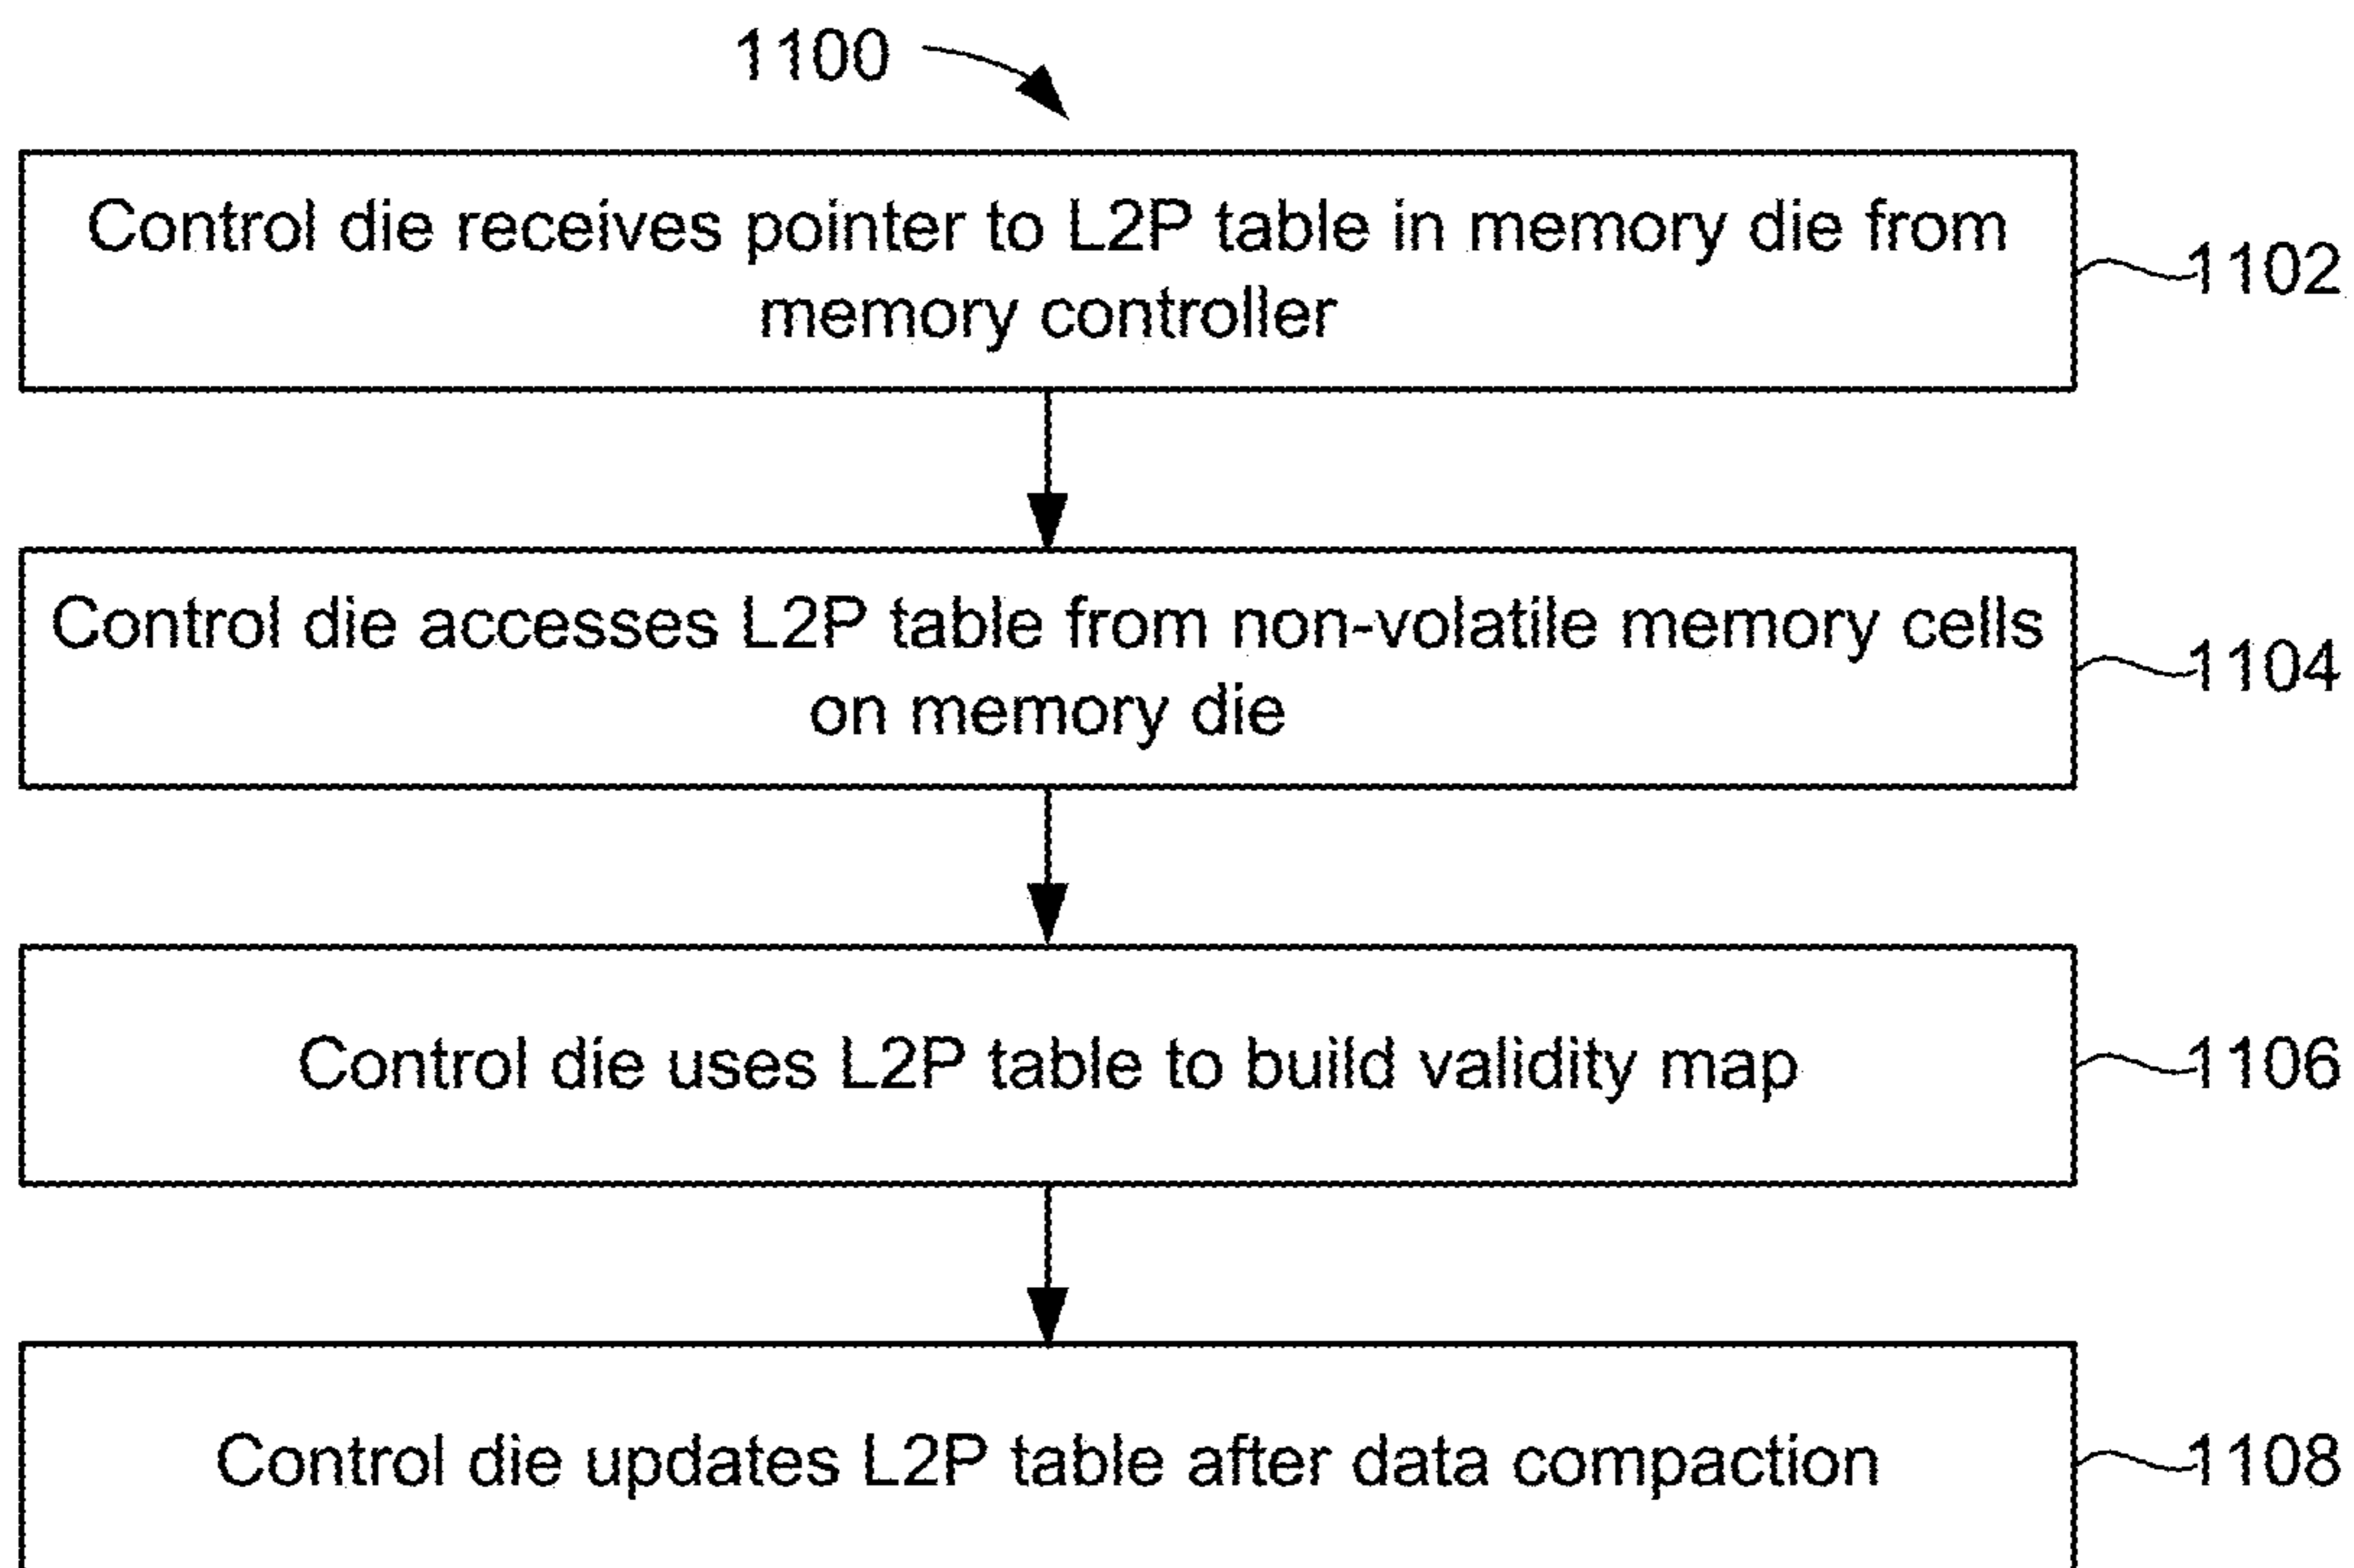 1100
Control die receives pointer to L2P table in memory die from
memory controller
1102
Control die accesses L2P table from non-volatile memory cells
on memory die
1104
Control die uses L2P table to build validity map
1106
Control die updates L2P table after data compaction
1108